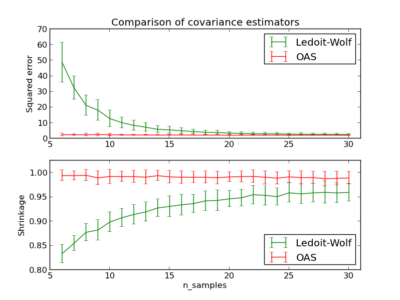 Comparison of covariance estimators
70
60
50
40
30
20
10
0
Squared error
Ledoit-Wolf
OAS
5 10 15 20 25 30
1.00
0.95
0.90
0.85
0.80
Shrinkage
Ledoit-Wolf
OAS
5 10 15 20 25 30
n_samples